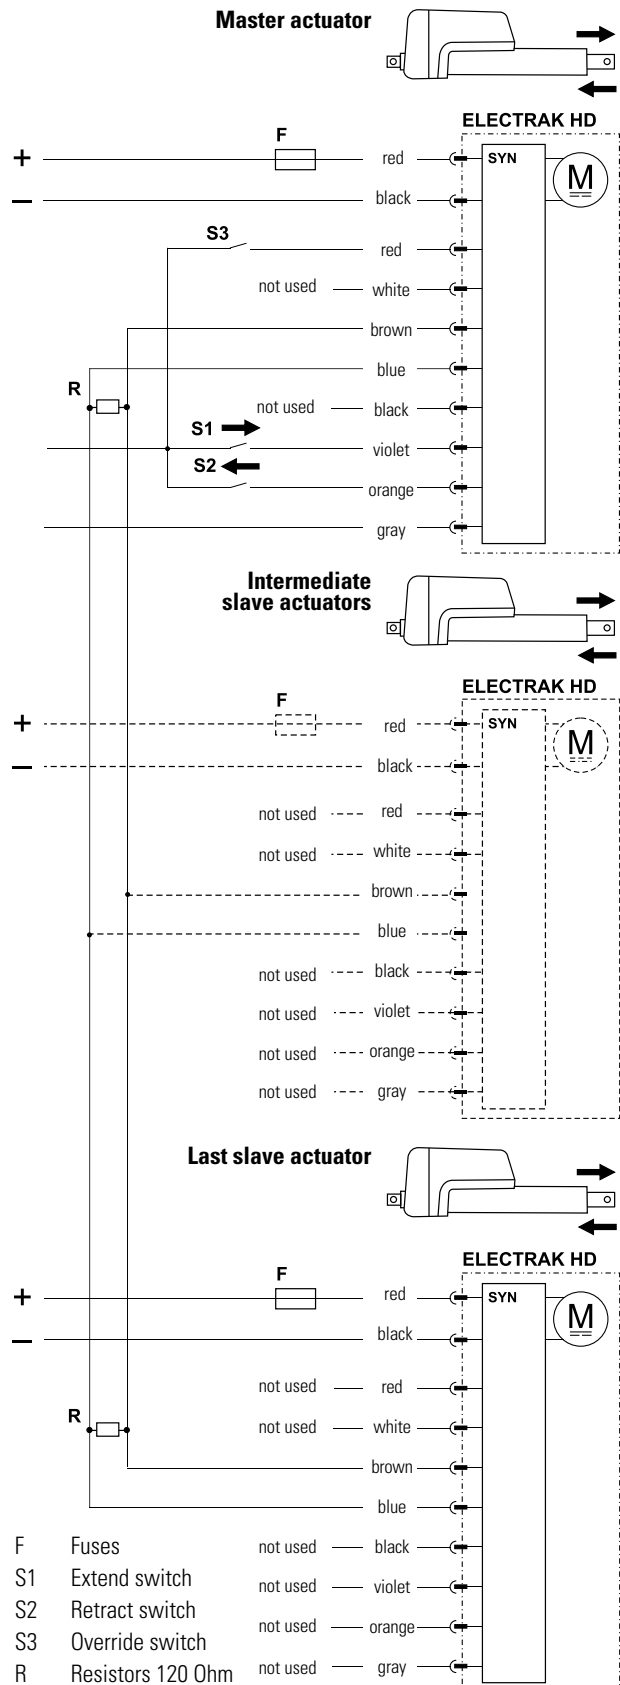 Master actuator
ELECTRAK HD
F
+ red SYN M
− black
S3 red
not used white
brown
blue
R
not used black
S1 violet
S2 orange
gray
Intermediate
slave actuators
ELECTRAK HD
F
+ red SYN M
− black
not used red
not used white
brown
blue
not used black
not used violet
not used orange
not used gray
Last slave actuator
ELECTRAK HD
F
+ red SYN M
− black
not used red
R not used white
brown
blue
F Fuses not used black
S1 Extend switch not used violet
S2 Retract switch not used orange
S3 Override switch
R Resistors 120 Ohm not used gray